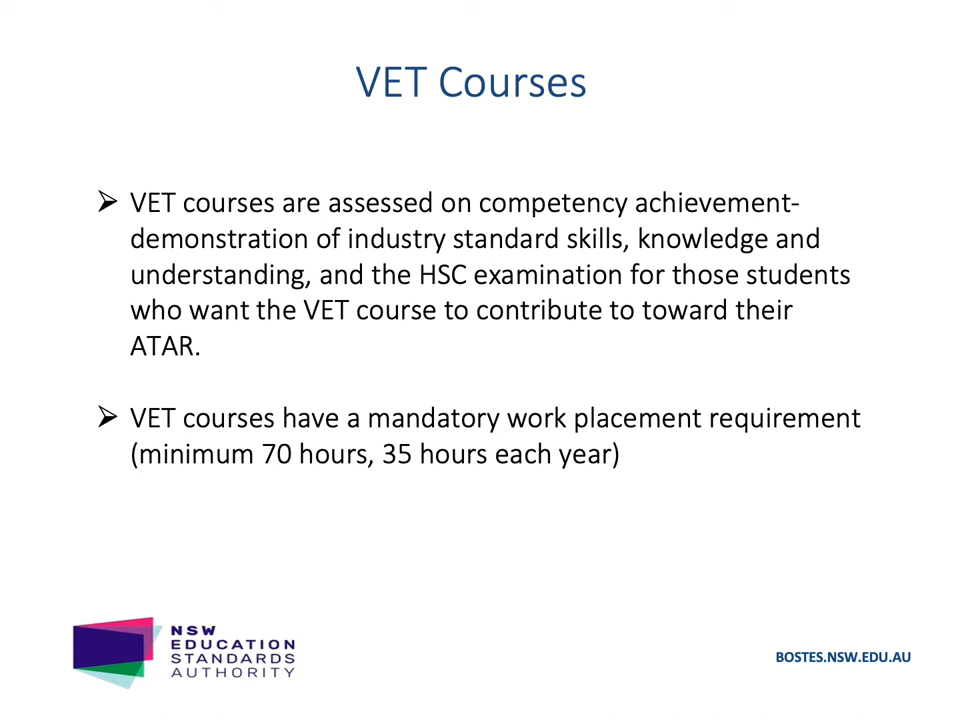 VET Courses
VET courses are assessed on competency achievement-
demonstration of industry standard skills, knowledge and
understanding, and the HSC examination for those students
who want the VET course to contribute to toward their
ATAR.
VET courses have a mandatory work placement requirement
(minimum 70 hours, 35 hours each year)
NSW
EDUCATION
STANDARDS
AUTHORITY
BOSTES.NSW.EDU.AU